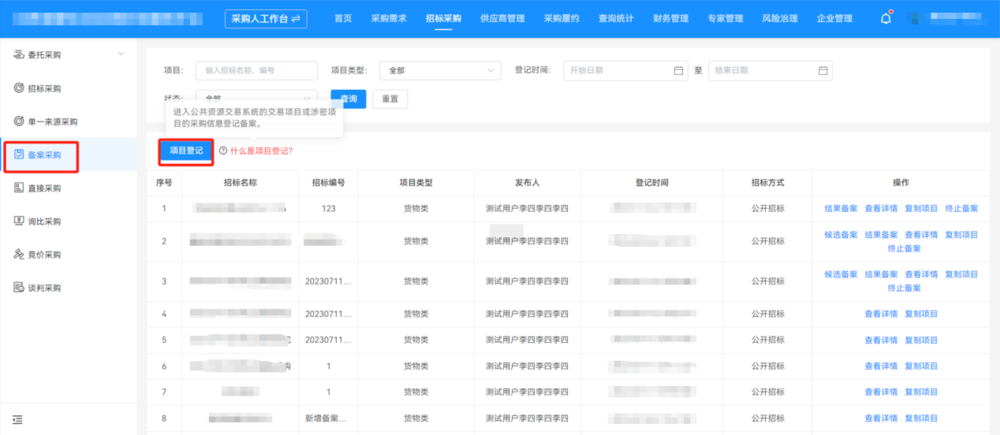 采购人工作台 首页 采购需求 招标采购 供应商管理 采购履约 查询统计 财务管理 专家管理 风险治理 企业管理
委托采购
招标采购
单一来源采购
备案采购
直接采购
询比采购
竞价采购
谈判采购
项目: 输入招标名称、编号 项目类型: 全部 登记时间: 开始日期 至 结束日期
状态: 全部 查询 重置
进入公共资源交易系统的交易项目或涉密项
目的采购信息登记备案。
项目登记 什么是项目登记?
序号 招标名称 招标编号 项目类型 发布人 登记时间 招标方式 操作
1 123 货物类 测试用户李四李四李四 公开招标 结果备案 查看详情 复制项目 终止备案
2 货物类 测试用户李四李四李四 公开招标 候选备案 结果备案 查看详情 复制项目
终止备案
3 20230711... 货物类 测试用户李四李四李四 公开招标 候选备案 结果备案 查看详情 复制项目
终止备案
4 20230711... 货物类 测试用户李四李四李四 公开招标 查看详情 复制项目
5 20230711... 货物类 测试用户李四李四李四 公开招标 查看详情 复制项目
6 1 货物类 测试用户李四李四李四 公开招标 查看详情 复制项目
7 1 货物类 测试用户李四李四李四 公开招标 查看详情 复制项目
8 新增备案... 货物类 测试用户李四李四李四 公开招标 查看详情 复制项目